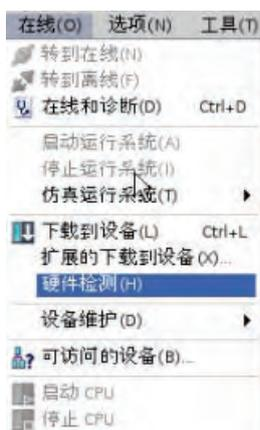 在线(O) 选项(N) 工具(T)
转到在线(N)
转到离线(F)
在线和诊断(D) Ctrl+D
启动运行系统(A)
停止运行系统(I)
仿真运行系统(T)
下载到设备(L) Ctrl+L
扩展的下载到设备(X)...
硬件检测(H)
设备维护(D)
可访问的设备(B)...
启动 CPU
停止 CPU